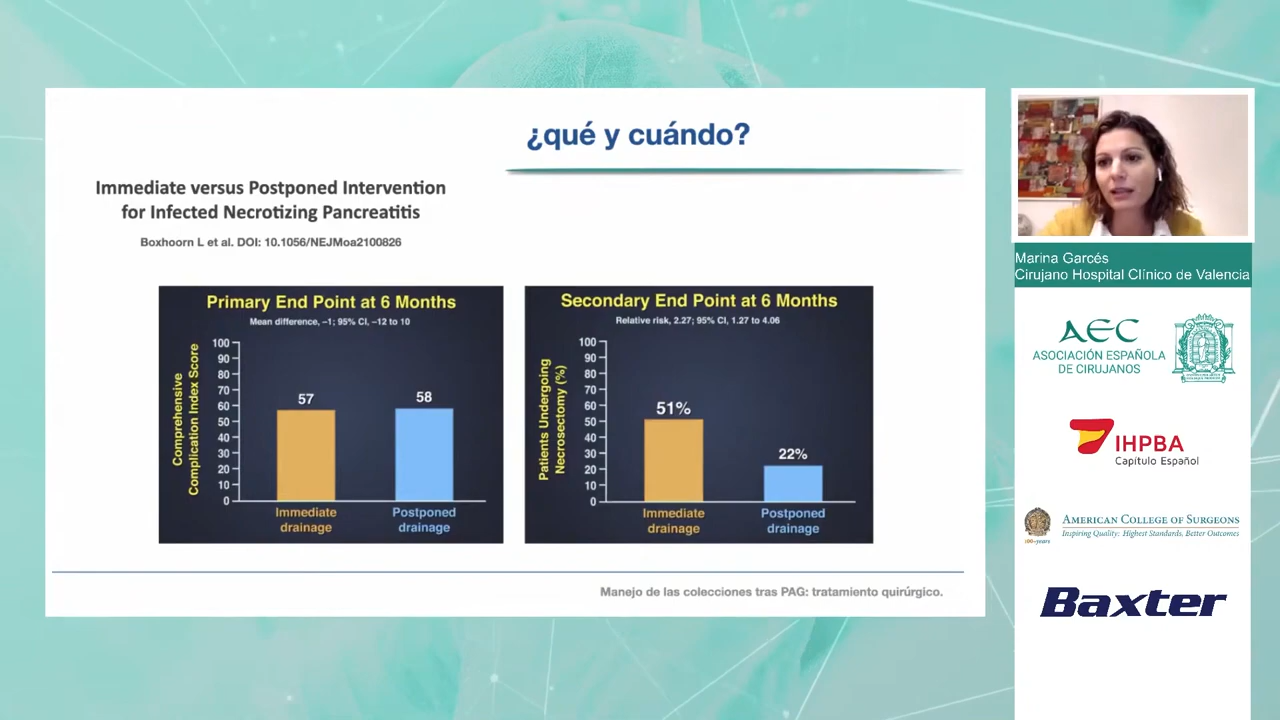 ¿qué y cuándo?
Immediate versus Postponed Intervention
for Infected Necrotizing Pancreatitis
Boxhoorn L et al. DOI: 10.1056/NEJMoa2100826
Primary End Point at 6 Months
Mean difference, –1; 95% CI, –12 to 10
Comprehensive
Complication Index Score
100
90
80
70
60
50
40
30
20
10
0
57
58
Immediate
drainage
Postponed
drainage
Secondary End Point at 6 Months
Relative risk, 2.27; 95% CI, 1.27 to 4.06
Patients Undergoing
Necrosectomy (%)
100
90
80
70
60
50
40
30
20
10
0
51%
22%
Immediate
drainage
Postponed
drainage
Manejo de las colecciones tras PAG: tratamiento quirúrgico.
Marina Garcés
Cirujano Hospital Clínico de Valencia
AEC
ASOCIACIÓN ESPAÑOLA
DE CIRUJANOS
IHPBA
Capítulo Español
AMERICAN COLLEGE OF SURGEONS
Inspiring Quality: Highest Standards, Better Outcomes
100+years
Baxter